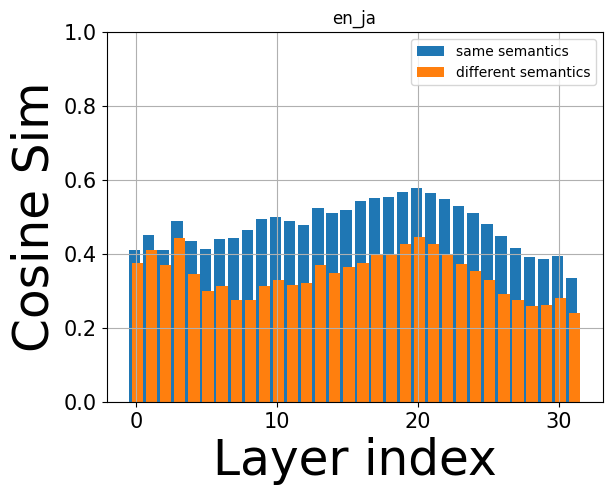 en_ja
same semantics
different semantics
Cosine Sim
1.0
0.8
0.6
0.4
0.2
0.0
0 10 20 30
Layer index